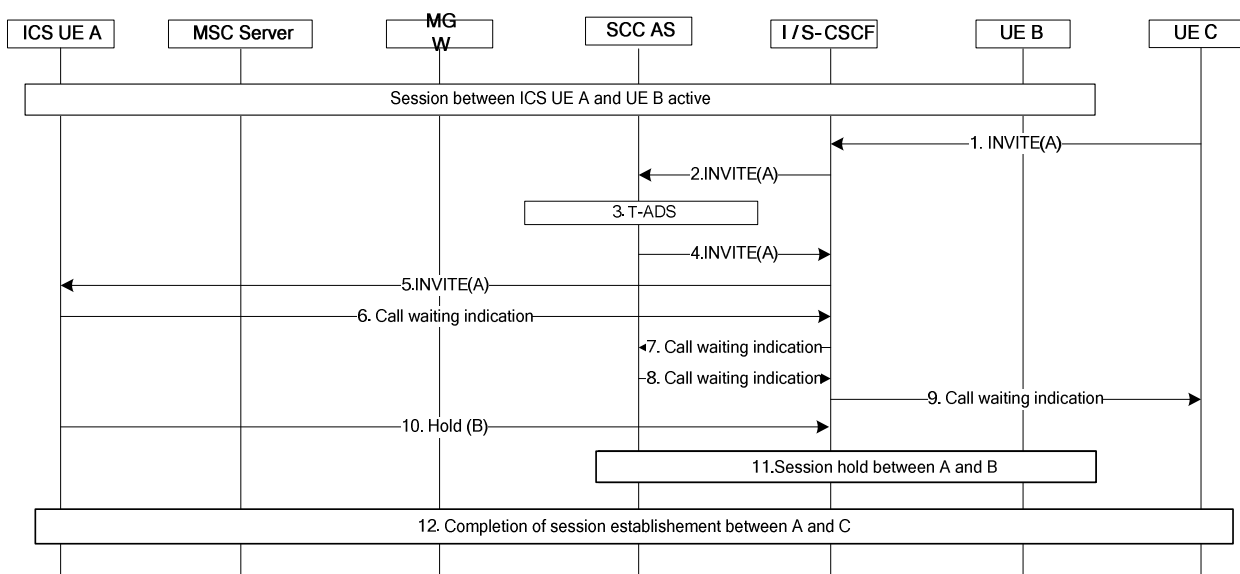 ICS UE A
MSC Server
MG
W
SCC AS
I / S-CSCF
UE B
UE C
Session between ICS UE A and UE B active
1. INVITE(A)
2.INVITE(A)
3. T-ADS
4.INVITE(A)
5.INVITE(A)
6. Call waiting indication
7. Call waiting indication
8. Call waiting indication
9. Call waiting indication
10. Hold (B)
11.Session hold between A and B
12. Completion of session establishement between A and C